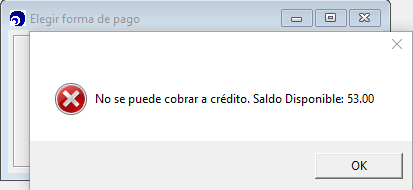 Elegir forma de pago
No se puede cobrar a crédito. Saldo Disponible: 53.00
OK